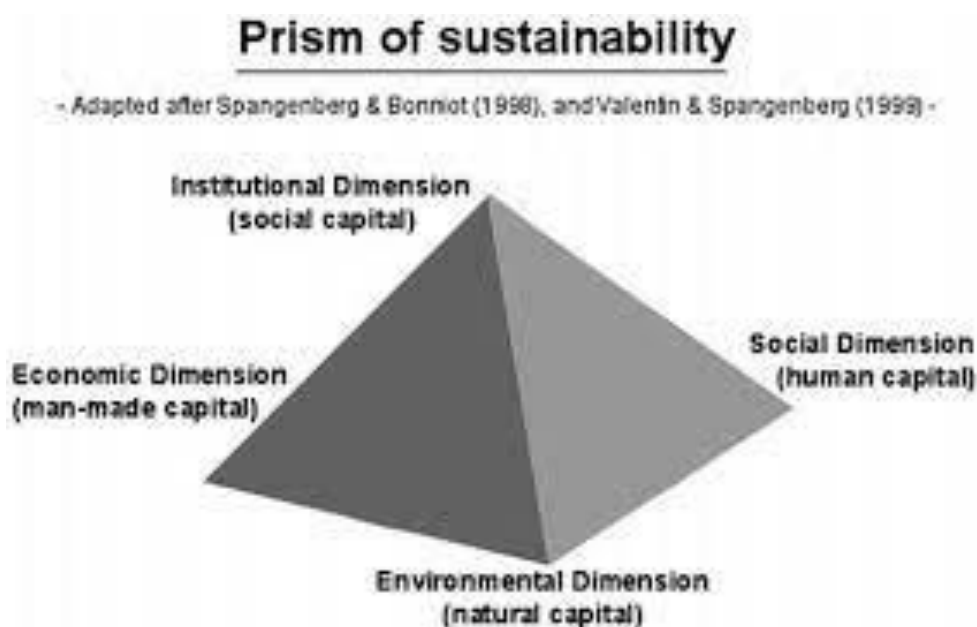 Prism of sustainability
- Adapted after Spangenberg & Bonniot (1998), and Valentin & Spangenberg (1999) -
Institutional Dimension
(social capital)
Economic Dimension
(man-made capital)
Social Dimension
(human capital)
Environmental Dimension
(natural capital)